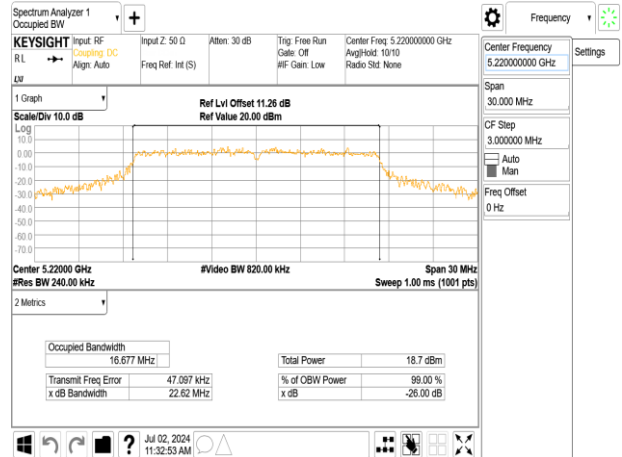 Spectrum Analyzer 1
Occupied BW
Frequency
KEYSIGHT
Input: RF
Coupling: DC
Align: Auto
Input Z: 50 Ω
Freq Ref: Int (S)
Atten: 30 dB
Trig: Free Run
Gate: Off
#IF Gain: Low
Center Freq: 5.220000000 GHz
Avg|Hold: 10/10
Radio Std: None
RL
LXI
Center Frequency
5.220000000 GHz
Settings
Span
30.000 MHz
CF Step
3.000000 MHz
Auto
Man
Freq Offset
0 Hz
1 Graph
Scale/Div 10.0 dB
Ref Lvl Offset 11.26 dB
Ref Value 20.00 dBm
Log
10.0
0.00
-10.0
-20.0
-30.0
-40.0
-50.0
-60.0
-70.0
Center 5.22000 GHz
#Video BW 820.00 kHz
Span 30 MHz
#Res BW 240.00 kHz
Sweep 1.00 ms (1001 pts)
2 Metrics
Occupied Bandwidth
16.677 MHz
Total Power 18.7 dBm
Transmit Freq Error 47.097 kHz
% of OBW Power 99.00 %
x dB Bandwidth 22.62 MHz
x dB -26.00 dB
?
Jul 02, 2024
11:32:53 AM